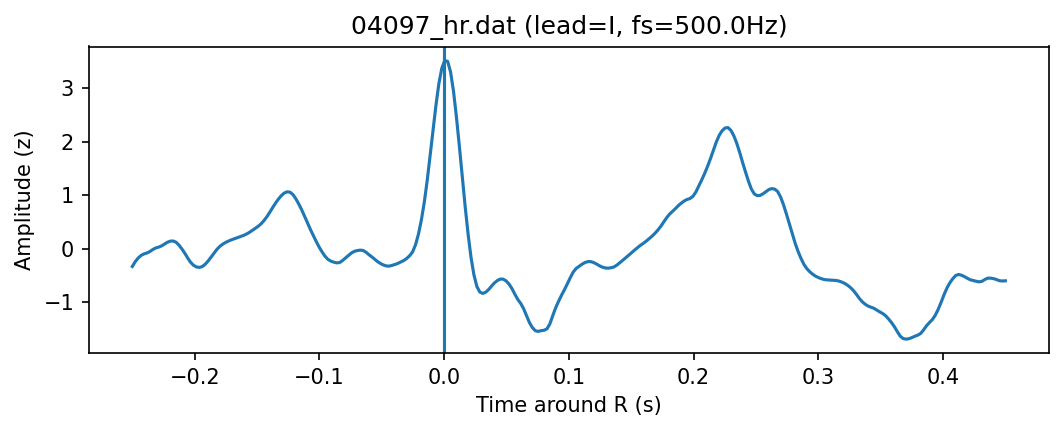 04097_hr.dat (lead=I, fs=500.0Hz)
Amplitude (z)
3
2
1
0
−1
−0.2 −0.1 0.0 0.1 0.2 0.3 0.4
Time around R (s)